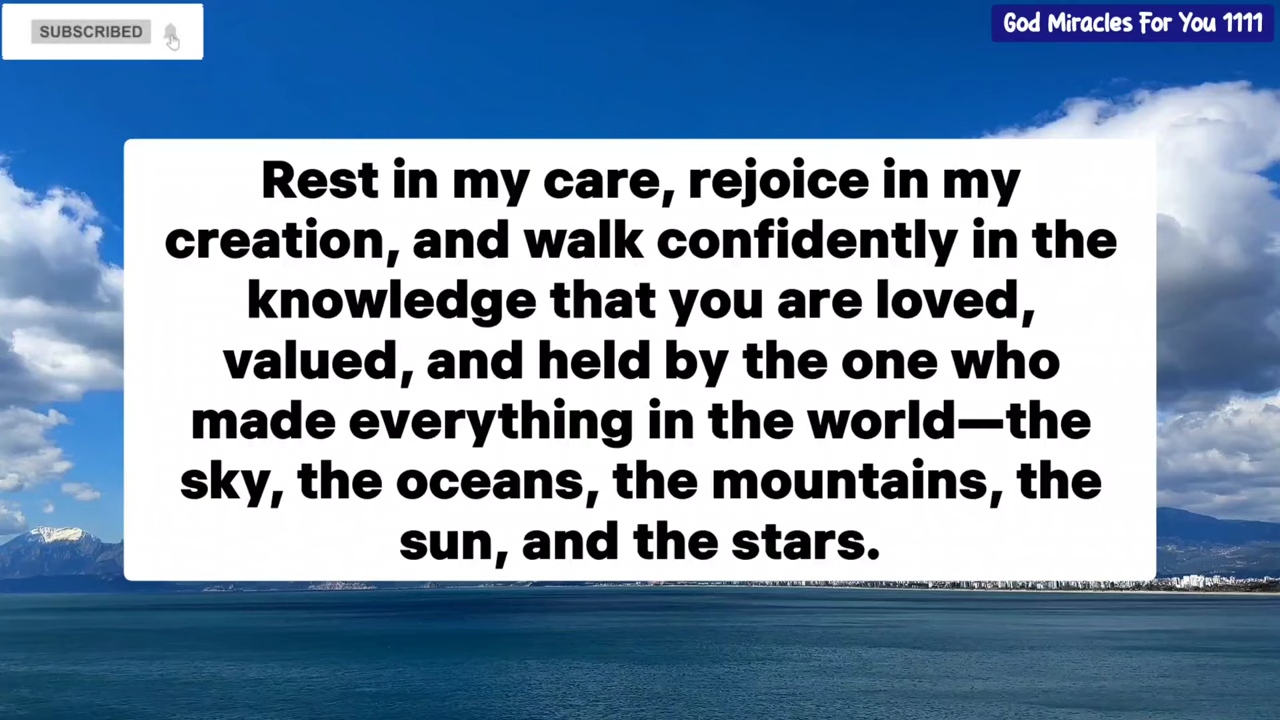 SUBSCRIBED
God Miracles For You 1111
Rest in my care, rejoice in my
creation, and walk confidently in the
knowledge that you are loved,
valued, and held by the one who
made everything in the world—the
sky, the oceans, the mountains, the
sun, and the stars.